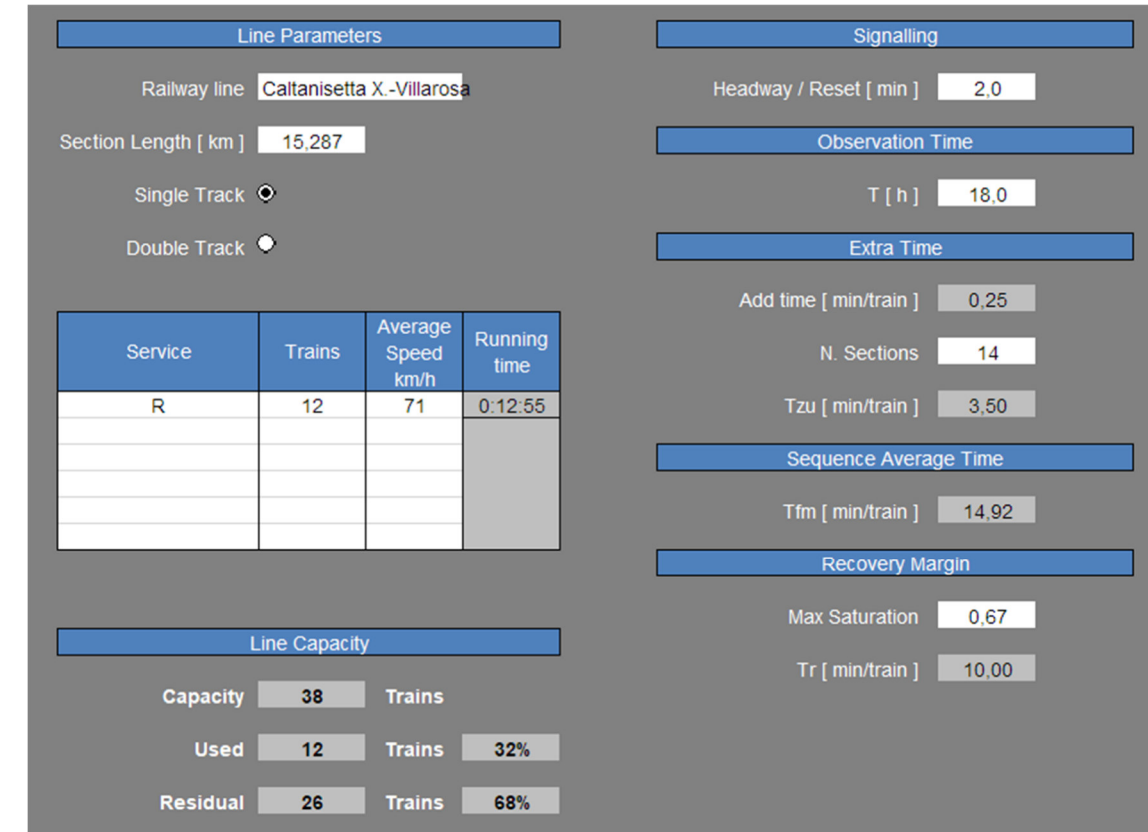 Line Parameters
Railway line Caltanisetta X.-Villarosa
Section Length [ km ] 15,287
Single Track
Double Track
Service Trains Average Speed km/h Running time
R 12 71 0:12:55
Line Capacity
Capacity 38 Trains
Used 12 Trains 32%
Residual 26 Trains 68%
Signalling
Headway / Reset [ min ] 2,0
Observation Time
T [ h ] 18,0
Extra Time
Add time [ min/train ] 0,25
N. Sections 14
Tzu [ min/train ] 3,50
Sequence Average Time
Tfm [ min/train ] 14,92
Recovery Margin
Max Saturation 0,67
Tr [ min/train ] 10,00